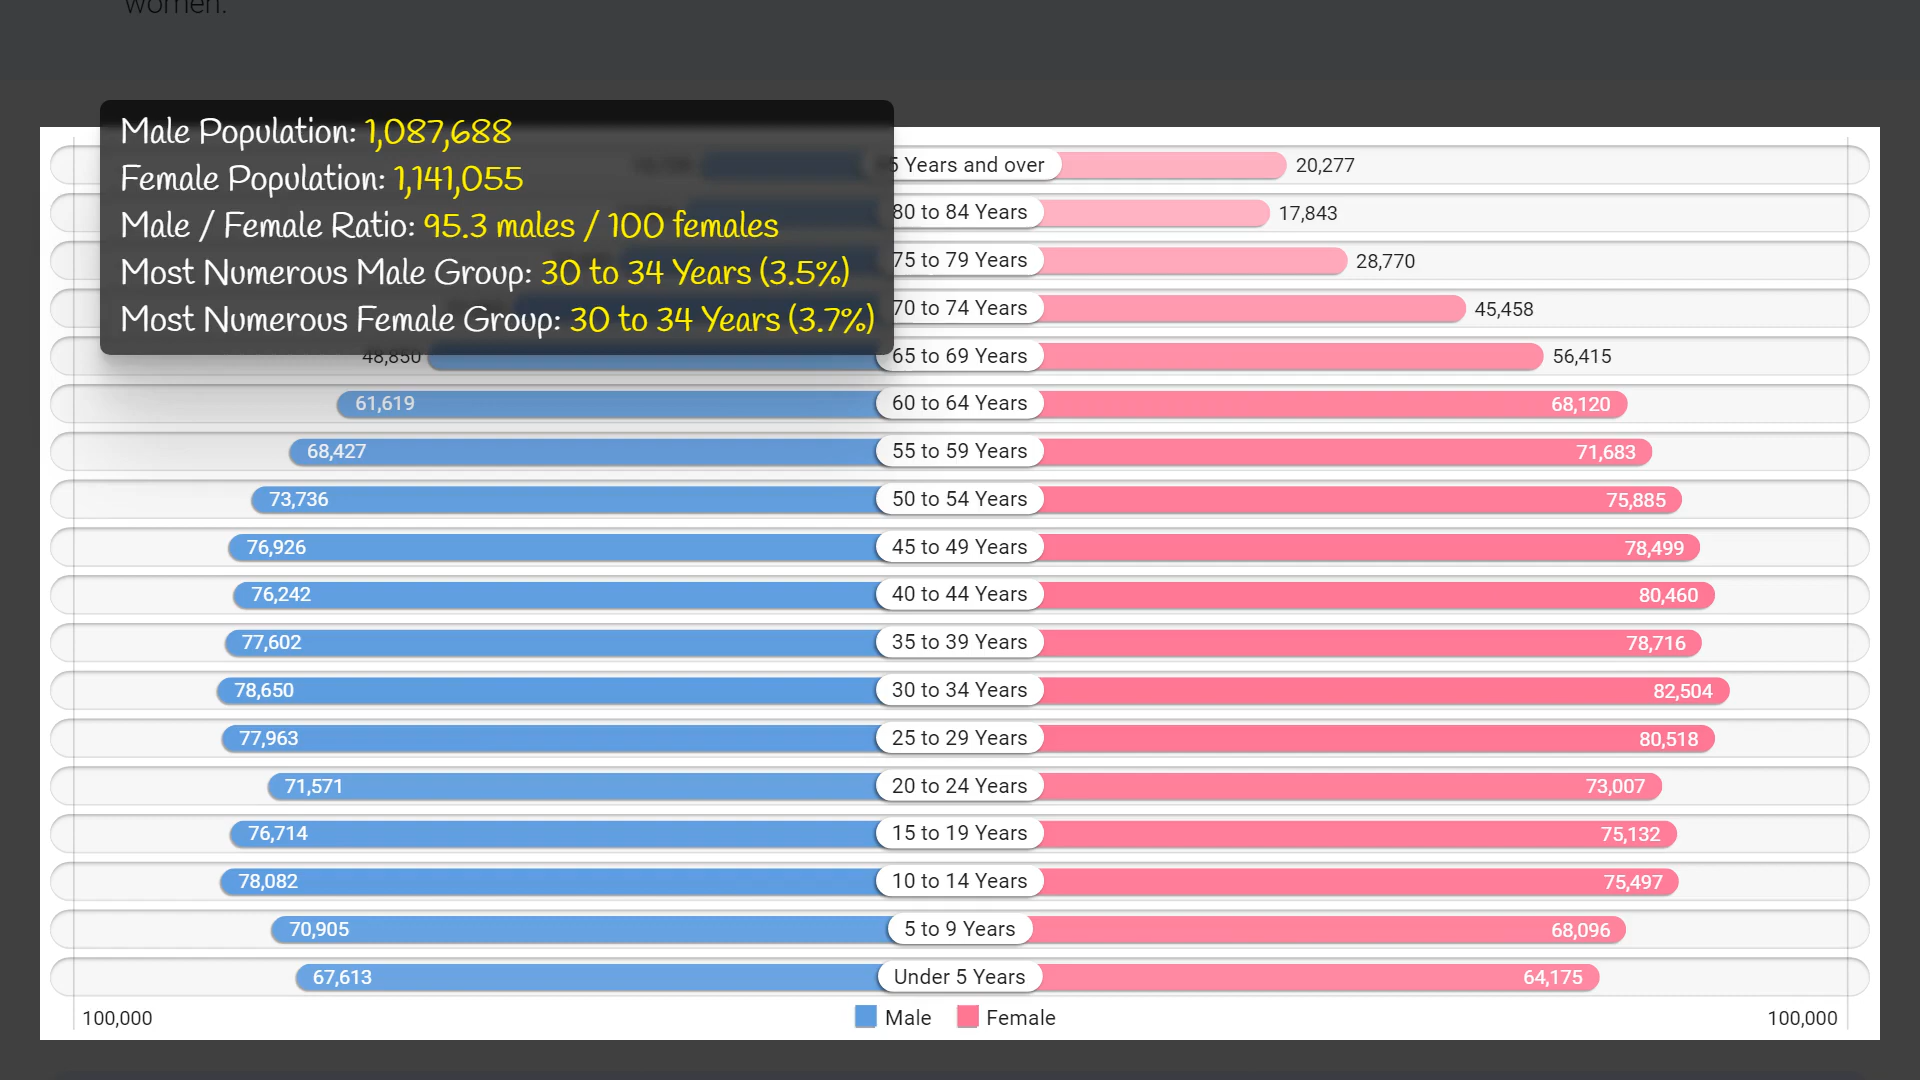 women.
Male Population: 1,087,688
Female Population: 1,141,055
Male / Female Ratio: 95.3 males / 100 females
Most Numerous Male Group: 30 to 34 Years (3.5%)
Most Numerous Female Group: 30 to 34 Years (3.7%)
5 Years and over 20,277
80 to 84 Years 17,843
75 to 79 Years 28,770
70 to 74 Years 45,458
48,850 65 to 69 Years 56,415
61,619 60 to 64 Years 68,120
68,427 55 to 59 Years 71,683
73,736 50 to 54 Years 75,885
76,926 45 to 49 Years 78,499
76,242 40 to 44 Years 80,460
77,602 35 to 39 Years 78,716
78,650 30 to 34 Years 82,504
77,963 25 to 29 Years 80,518
71,571 20 to 24 Years 73,007
76,714 15 to 19 Years 75,132
78,082 10 to 14 Years 75,497
70,905 5 to 9 Years 68,096
67,613 Under 5 Years 64,175
100,000 Male Female 100,000